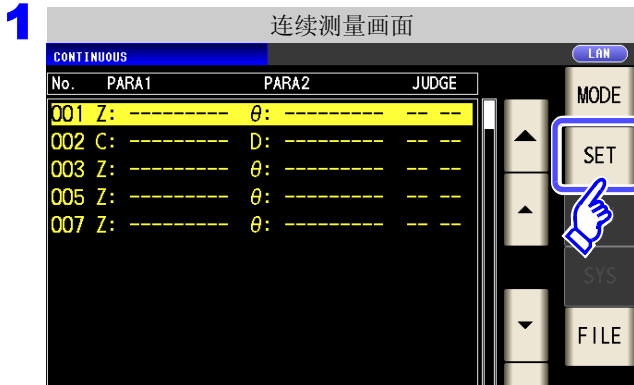 1
连续测量画面
CONTINUOUS LAN
No. PARA1 PARA2 JUDGE
001 Z: --------- θ: --------- -- --
002 C: --------- D: --------- -- --
003 Z: --------- θ: --------- -- --
005 Z: --------- θ: --------- -- --
007 Z: --------- θ: --------- -- --
MODE
SET
SYS
FILE